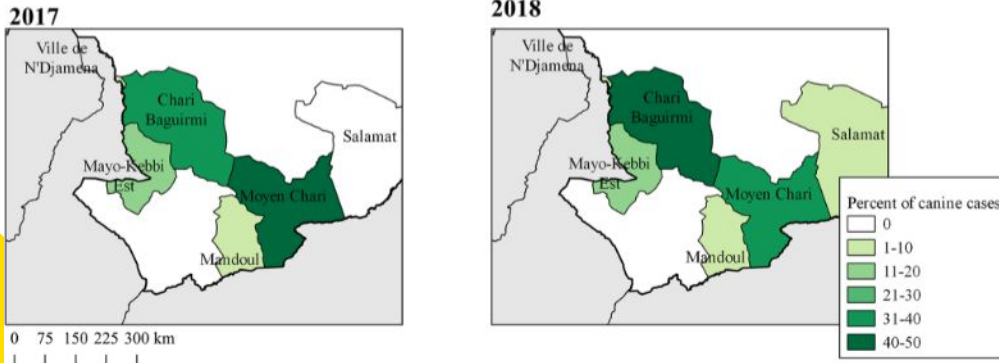 2017
Ville de
N'Djamena
Chari
Baguirmi
Salamat
Mayo-Kebbi
Est
Moyen Chari
Mandoul
0 75 150 225 300 km
2018
Ville de
N'Djamena
Chari
Baguirmi
Salamat
Mayo-Kebbi
Est
Moyen Chari
Mandoul
Percent of canine cases
0
1-10
11-20
21-30
31-40
40-50